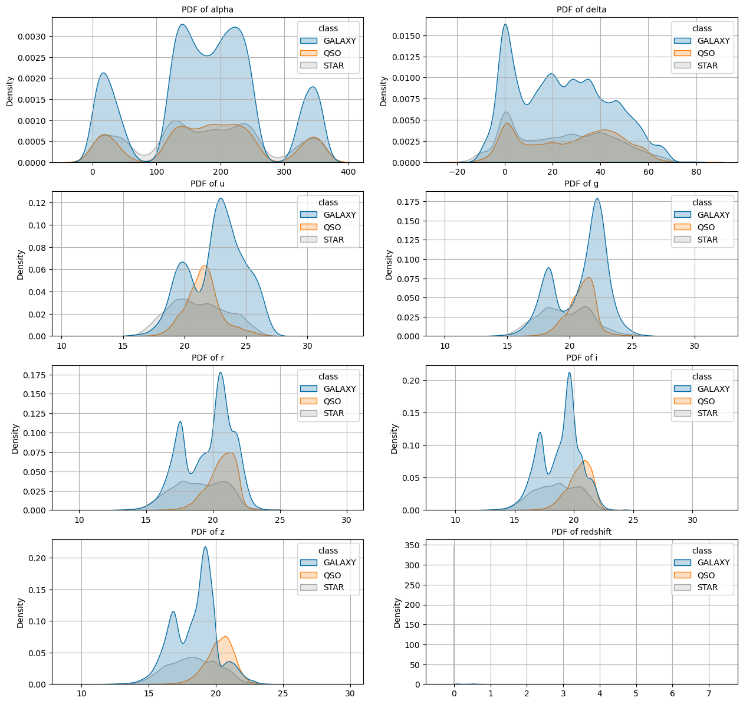 PDF of alpha
Density
0.0030
0.0025
0.0020
0.0015
0.0010
0.0005
0.0000
0
100
200
300
400
class
GALAXY
QSO
STAR
PDF of delta
Density
0.0150
0.0125
0.0100
0.0075
0.0050
0.0025
0.0000
−20
0
20
40
60
80
class
GALAXY
QSO
STAR
PDF of u
Density
0.12
0.10
0.08
0.06
0.04
0.02
0.00
10
15
20
25
30
class
GALAXY
QSO
STAR
PDF of g
Density
0.175
0.150
0.125
0.100
0.075
0.050
0.025
0.000
10
15
20
25
30
class
GALAXY
QSO
STAR
PDF of r
Density
0.175
0.150
0.125
0.100
0.075
0.050
0.025
0.000
10
15
20
25
30
class
GALAXY
QSO
STAR
PDF of i
Density
0.20
0.15
0.10
0.05
0.00
10
15
20
25
30
class
GALAXY
QSO
STAR
PDF of z
Density
0.20
0.15
0.10
0.05
0.00
10
15
20
25
30
class
GALAXY
QSO
STAR
PDF of redshift
Density
350
300
250
200
150
100
50
0
0
1
2
3
4
5
6
7
class
GALAXY
QSO
STAR